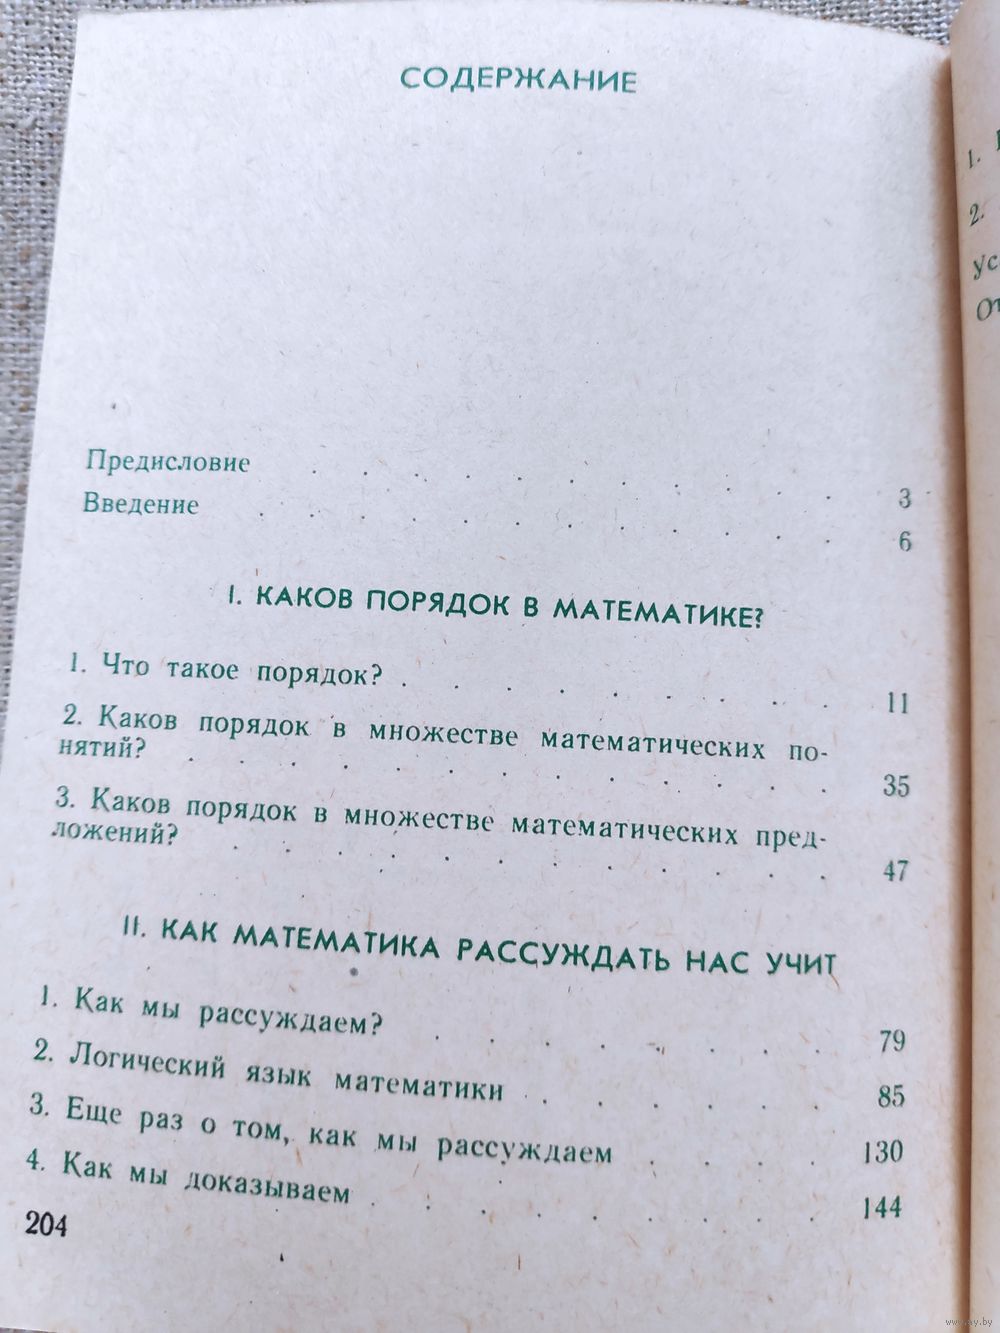 СОДЕРЖАНИЕ
Предисловие . . . . . . . . . . . 3
Введение . . . . . . . . . . . . 6
I. КАКОВ ПОРЯДОК В МАТЕМАТИКЕ?
1. Что такое порядок? . . . . . . . . . 11
2. Каков порядок в множестве математических по-
нятий? . . . . . . . . . . . . . 35
3. Каков порядок в множестве математических пред-
ложений? . . . . . . . . . . . . 47
II. КАК МАТЕМАТИКА РАССУЖДАТЬ НАС УЧИТ
1. Как мы рассуждаем? . . . . . . . . 79
2. Логический язык математики . . . . . . 85
3. Еще раз о том, как мы рассуждаем . . . . 130
4. Как мы доказываем . . . . . . . . . 144
204
1.
2.